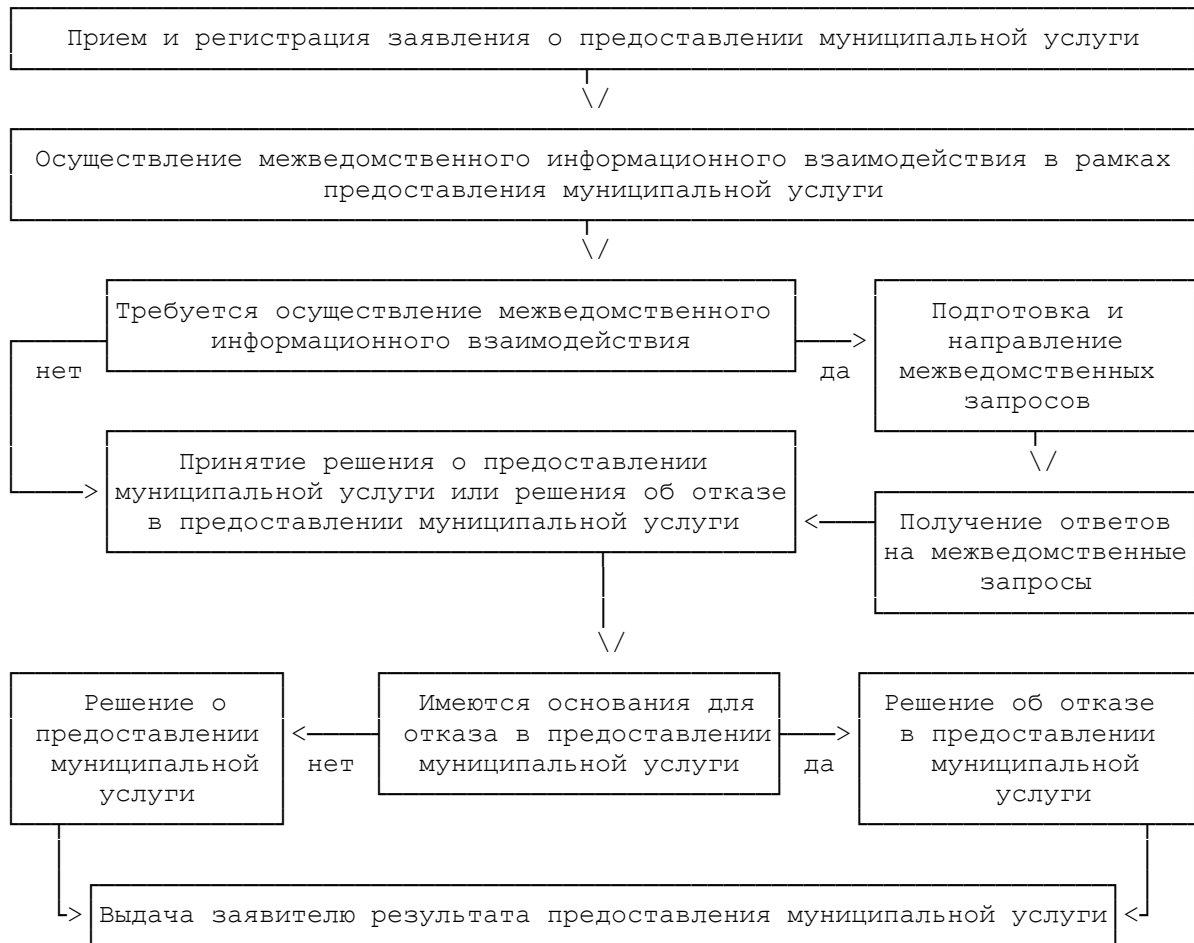 Прием и регистрация заявления о предоставлении муниципальной услуги
Осуществление межведомственного информационного взаимодействия в рамках
предоставления муниципальной услуги
Требуется осуществление межведомственного
информационного взаимодействия
нет
да
Подготовка и
направление
межведомственных
запросов
Принятие решения о предоставлении
муниципальной услуги или решения об отказе
в предоставлении муниципальной услуги
Получение ответов
на межведомственные
запросы
Решение о
предоставлении
муниципальной
услуги
нет
Имеются основания для
отказа в предоставлении
муниципальной услуги
да
Решение об отказе
в предоставлении
муниципальной
услуги
Выдача заявителю результата предоставления муниципальной услуги